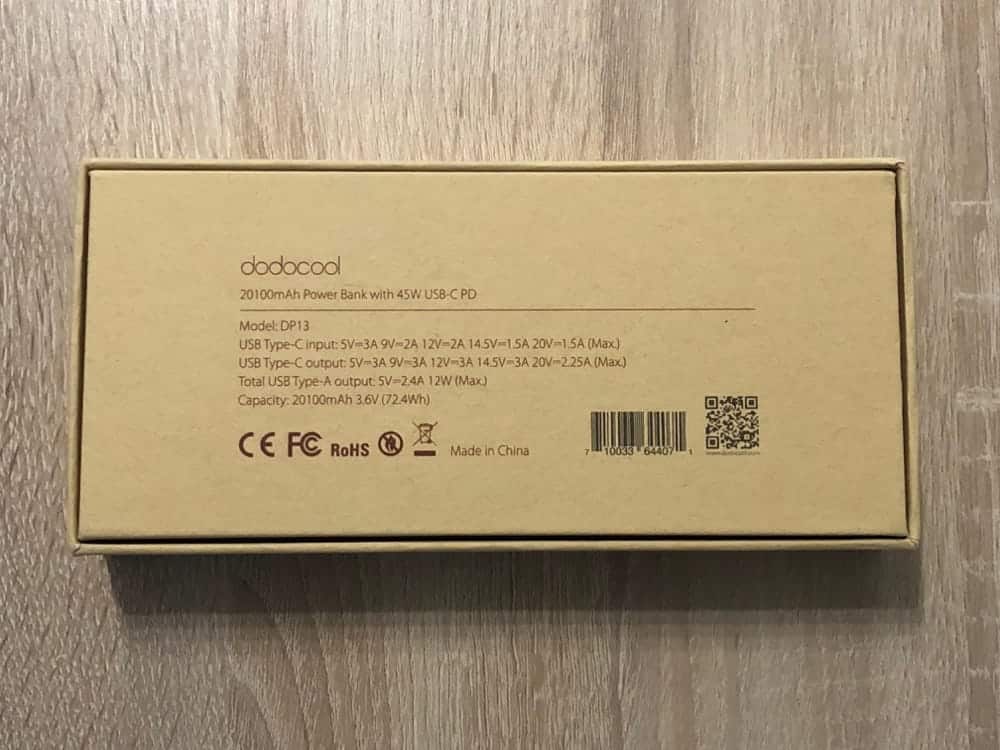 dodocool
20100mAh Power Bank with 45W USB-C PD
Model: DP13
USB Type-C input: 5V=3A 9V=2A 12V=2A 14.5V=1.5A 20V=1.5A (Max.)
USB Type-C output: 5V=3A 9V=3A 12V=3A 14.5V=3A 20V=2.25A (Max.)
Total USB Type-A output: 5V=2.4A 12W (Max.)
Capacity: 20100mAh 3.6V (72.4Wh)
CE FC RoHS Made in China
7 10033 64407 1
www.dodocool.com